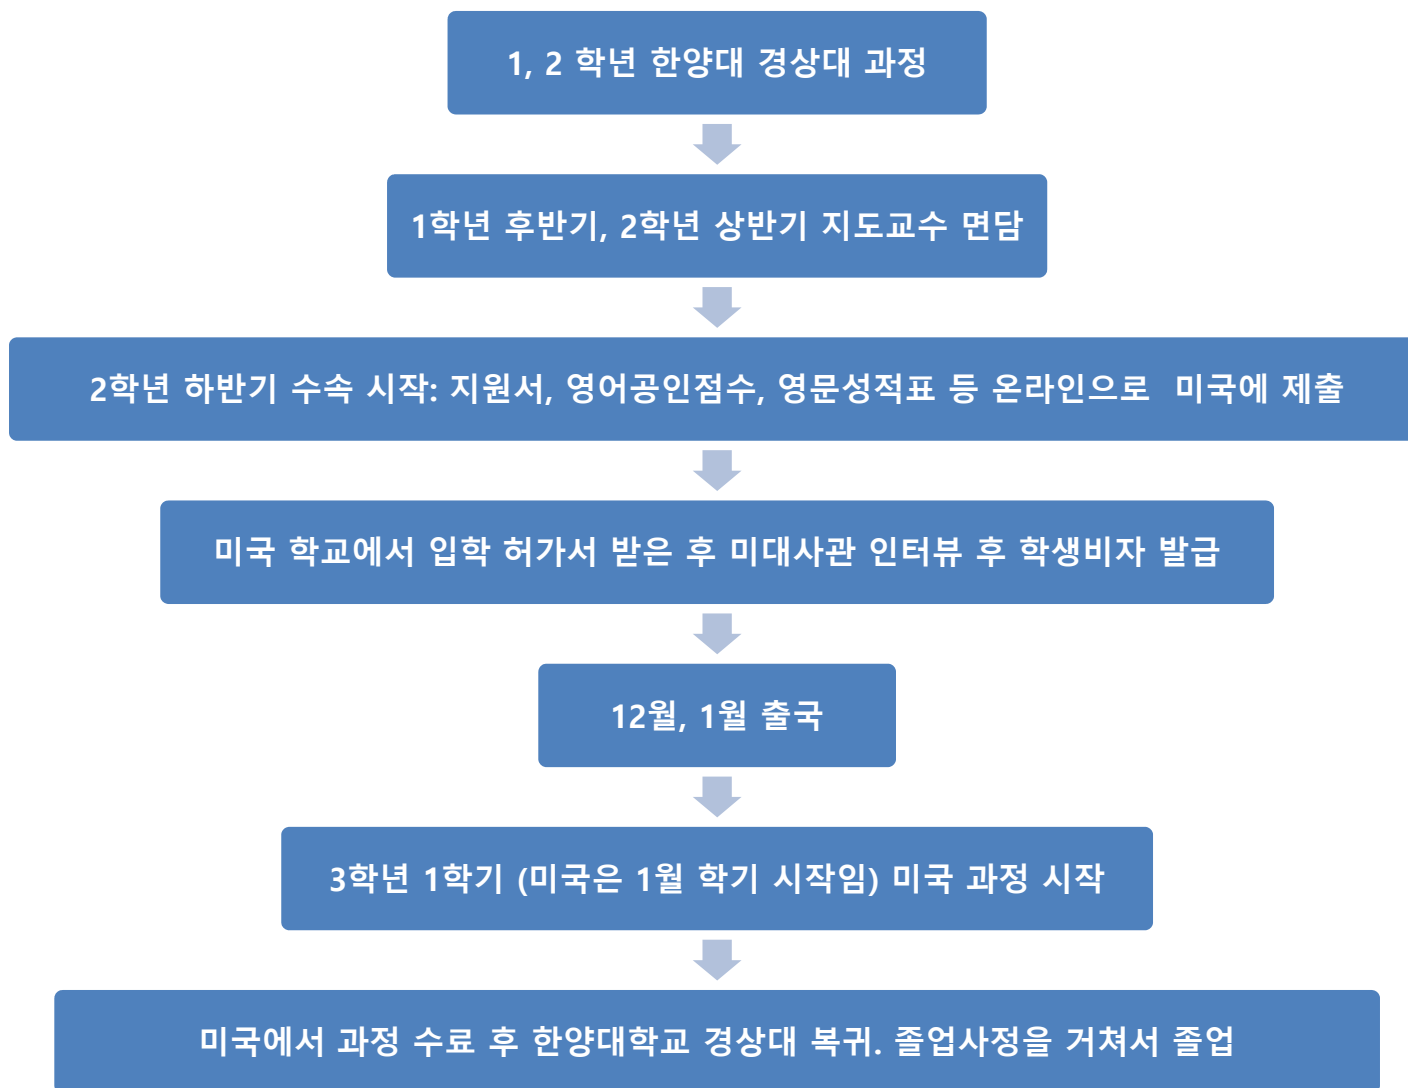 1, 2 학년 한양대 경상대 과정
1학년 후반기, 2학년 상반기 지도교수 면담
2학년 하반기 수속 시작: 지원서, 영어공인점수, 영문성적표 등 온라인으로 미국에 제출
미국 학교에서 입학 허가서 받은 후 미대사관 인터뷰 후 학생비자 발급
12월, 1월 출국
3학년 1학기 (미국은 1월 학기 시작임) 미국 과정 시작
미국에서 과정 수료 후 한양대학교 경상대 복귀. 졸업사정을 거쳐서 졸업